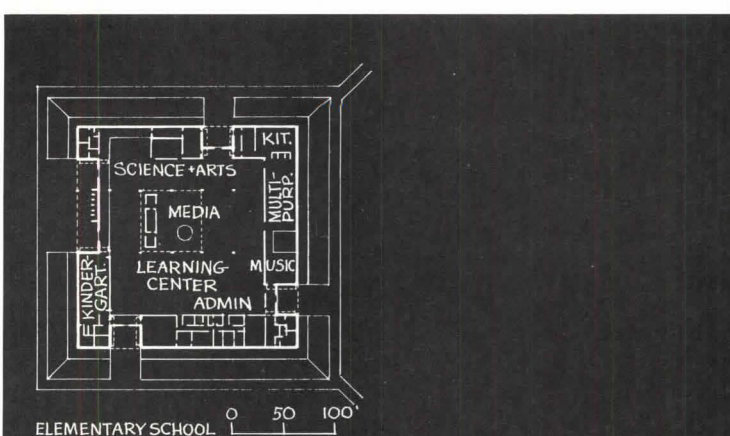 KIT.
SCIENCE + ARTS
MULTI-
PURP.
MEDIA
LEARNING-
CENTER
MUSIC
KINDER-
GART.
ADMIN
ELEMENTARY SCHOOL
0 50 100'